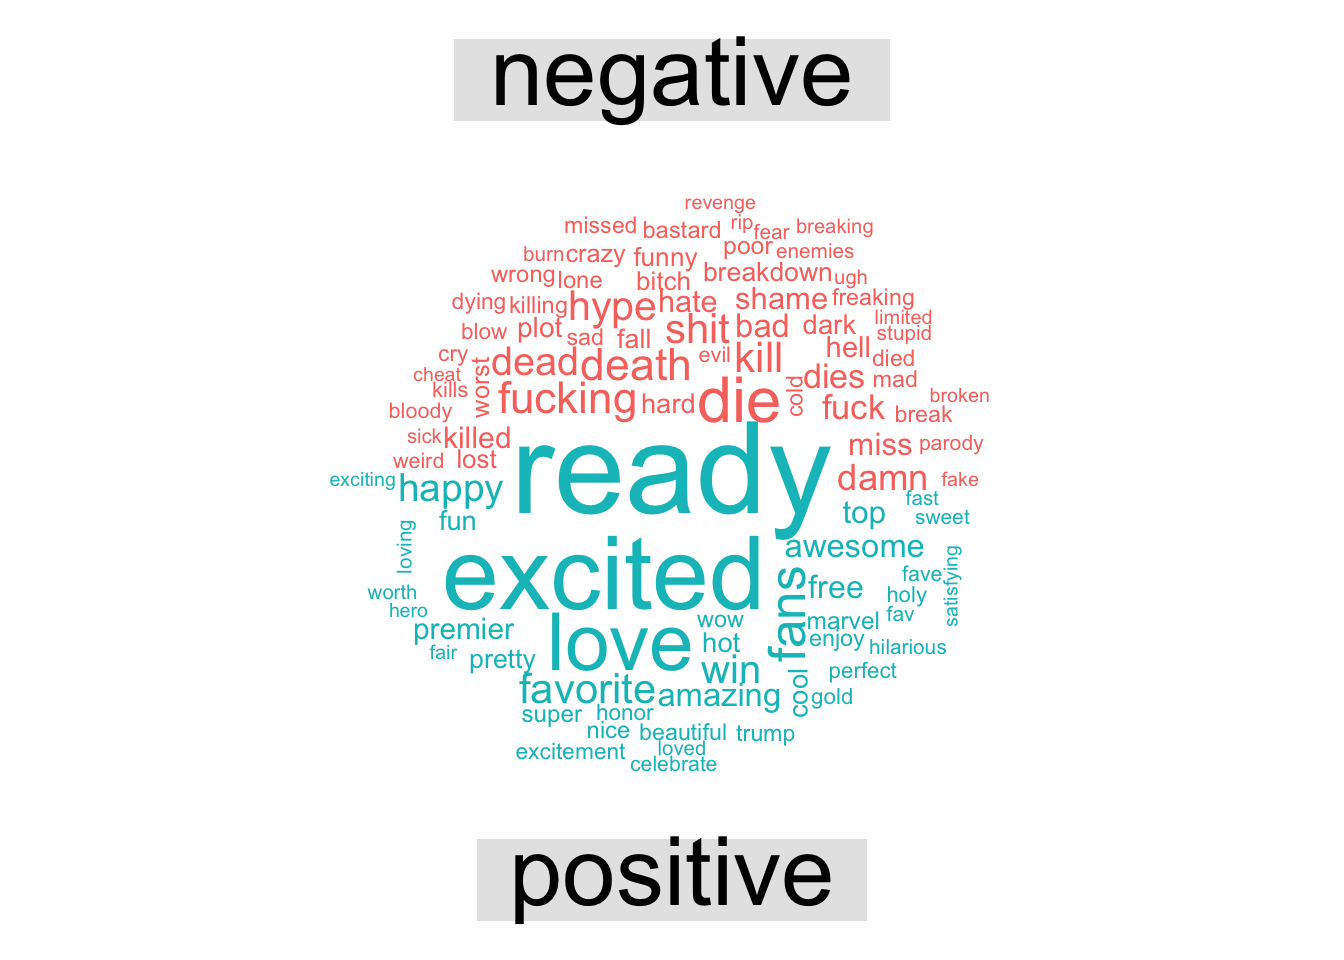 negative
revenge
missed bastard rip fear breaking
burn crazy funny poor enemies
wrong lone bitch breakdown ugh
dying killing hype hate shame freaking
blow plot sad fall shit bad dark limited
stupid
cry worst dead death evil kill hell died
cheat
kills fucking hard die cold dies mad
bloody fuck break broken
sick killed miss parody
weird lost damn fake
exciting happy ready fast
fun top sweet
loving excited awesome
worth fans free fave satisfying
hero holy
premier love wow marvel fav
fair pretty hot enjoy hilarious
win perfect
favorite amazing cool gold
super honor
nice beautiful trump
excitement loved
celebrate
positive